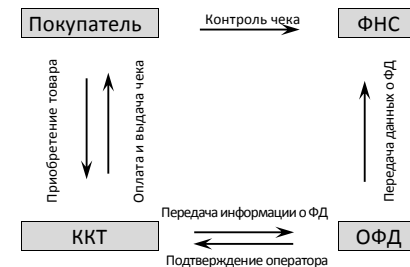 Контроль чека
Покупатель
ФНС
Приобретение товара
Оплата и выдача чека
Передача данных о ФД
Передача информации о ФД
ККТ
ОФД
Подтверждение оператора